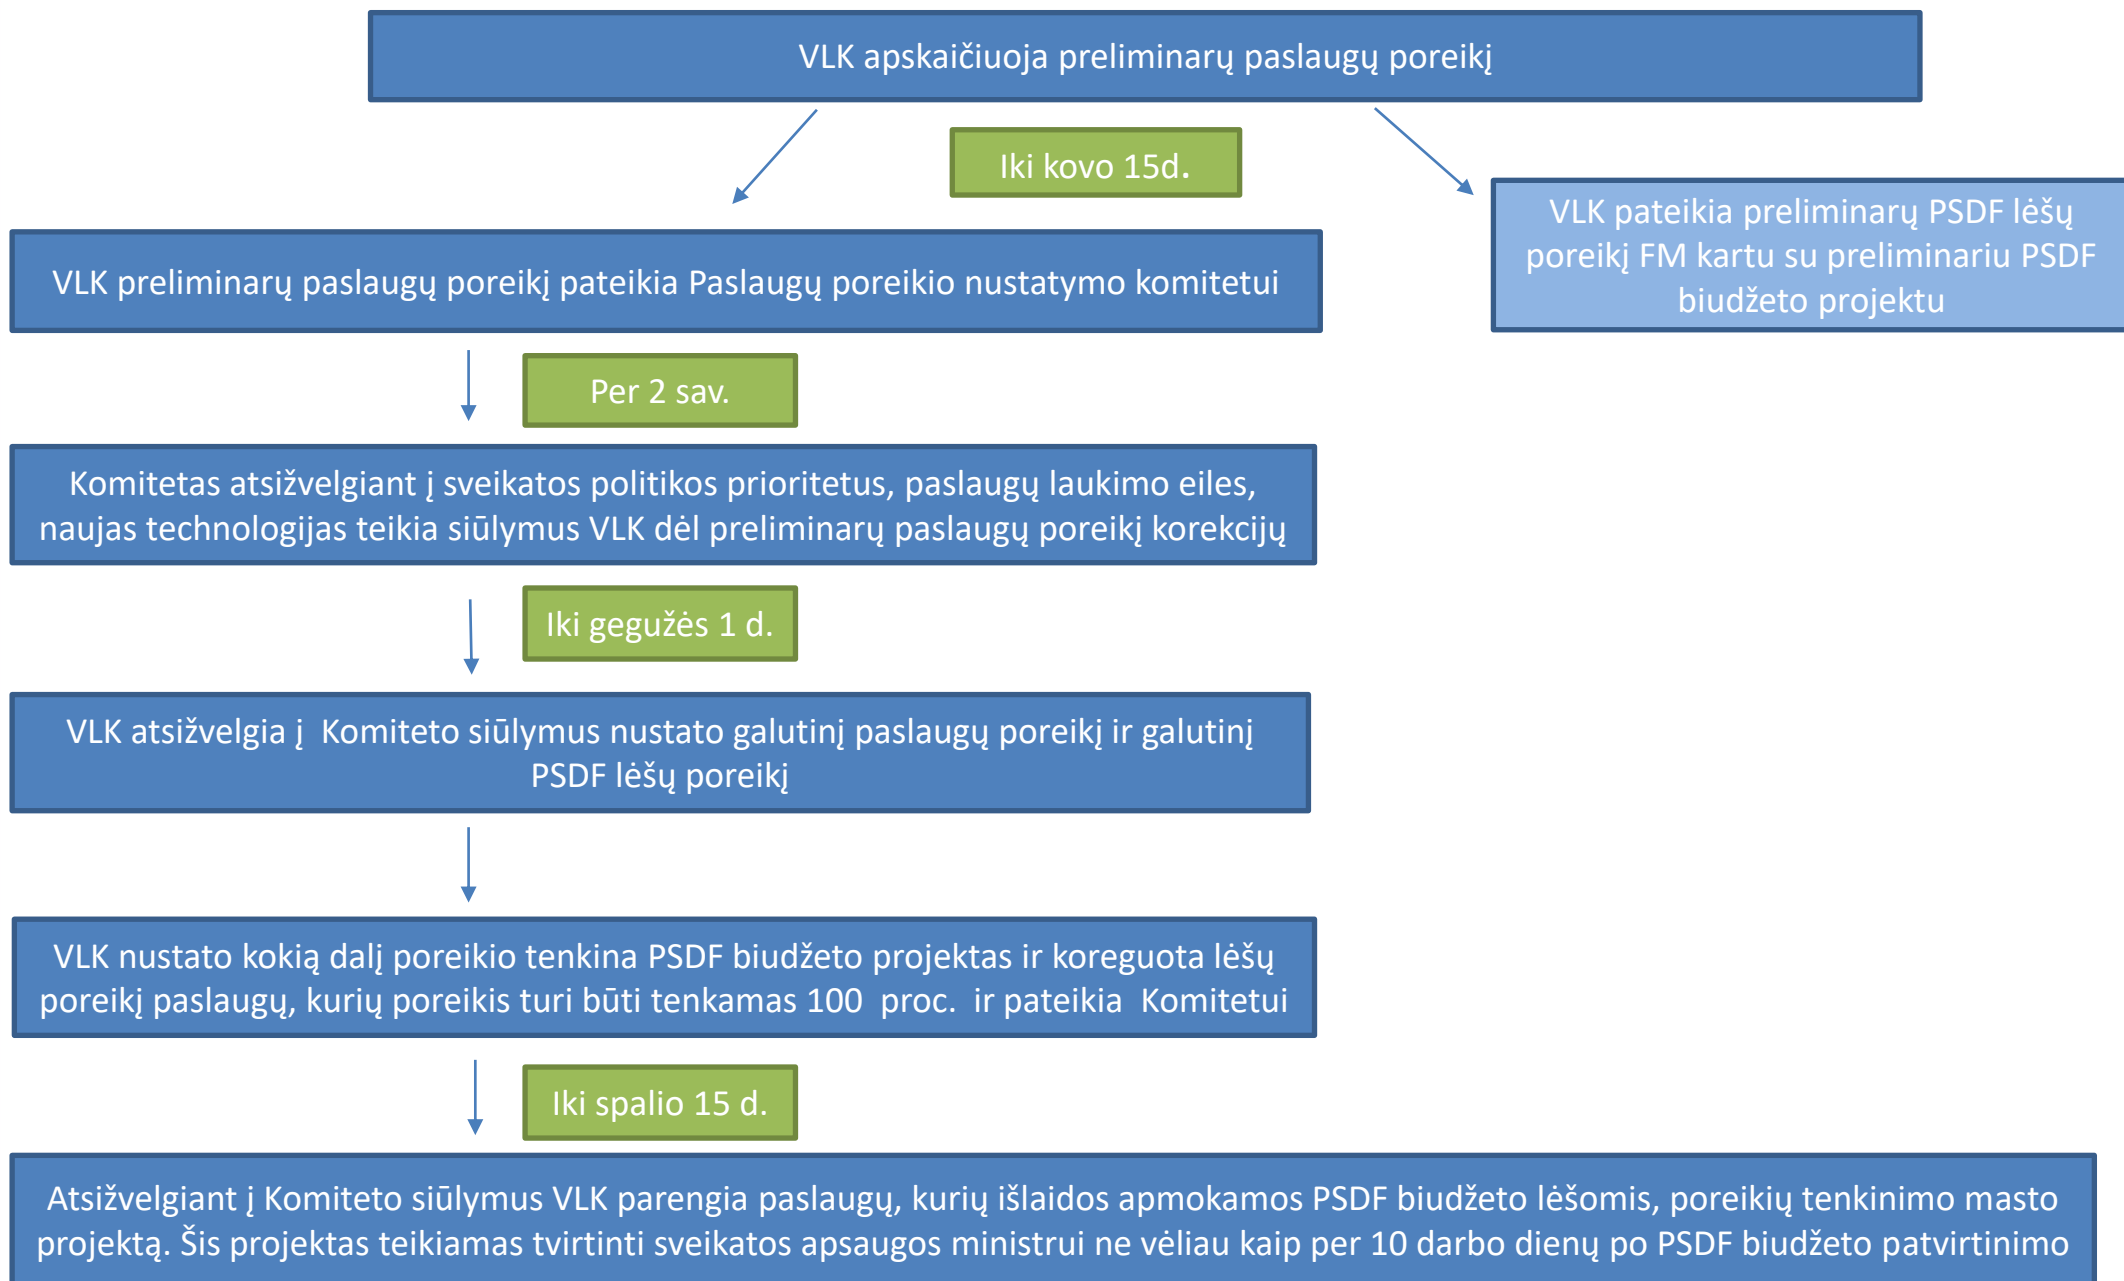 VLK apskaičiuoja preliminarų paslaugų poreikį
Iki kovo 15d.
VLK pateikia preliminarų PSDF lėšų
poreikį FM kartu su preliminariu PSDF
biudžeto projektu
VLK preliminarų paslaugų poreikį pateikia Paslaugų poreikio nustatymo komitetui
Per 2 sav.
Komitetas atsižvelgiant į sveikatos politikos prioritetus, paslaugų laukimo eiles,
naujas technologijas teikia siūlymus VLK dėl preliminarų paslaugų poreikį korekcijų
Iki gegužės 1 d.
VLK atsižvelgia į  Komiteto siūlymus nustato galutinį paslaugų poreikį ir galutinį
PSDF lėšų poreikį
VLK nustato kokią dalį poreikio tenkina PSDF biudžeto projektas ir koreguota lėšų
poreikį paslaugų, kurių poreikis turi būti tenkamas 100  proc.  ir pateikia  Komitetui
Iki spalio 15 d.
Atsižvelgiant į Komiteto siūlymus VLK parengia paslaugų, kurių išlaidos apmokamos PSDF biudžeto lėšomis, poreikių tenkinimo masto
projektą. Šis projektas teikiamas tvirtinti sveikatos apsaugos ministrui ne vėliau kaip per 10 darbo dienų po PSDF biudžeto patvirtinimo